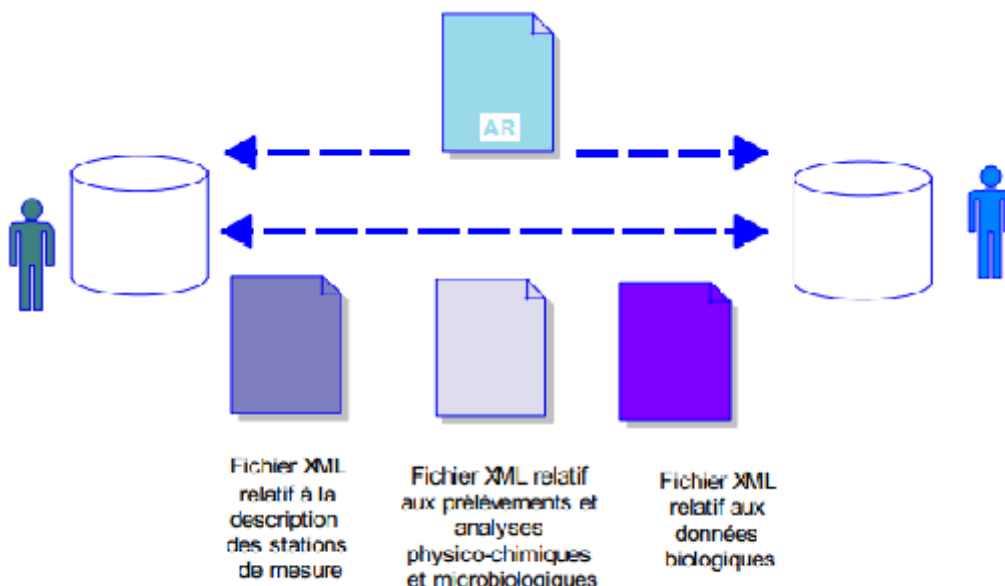 AR
Fichier XML
relatif à la
description
des stations
de mesure
Fichier XML relatif
aux prélèvements et
analyses
physico-chimiques
et microbiologiques
Fichier XML
relatif aux
données
biologiques